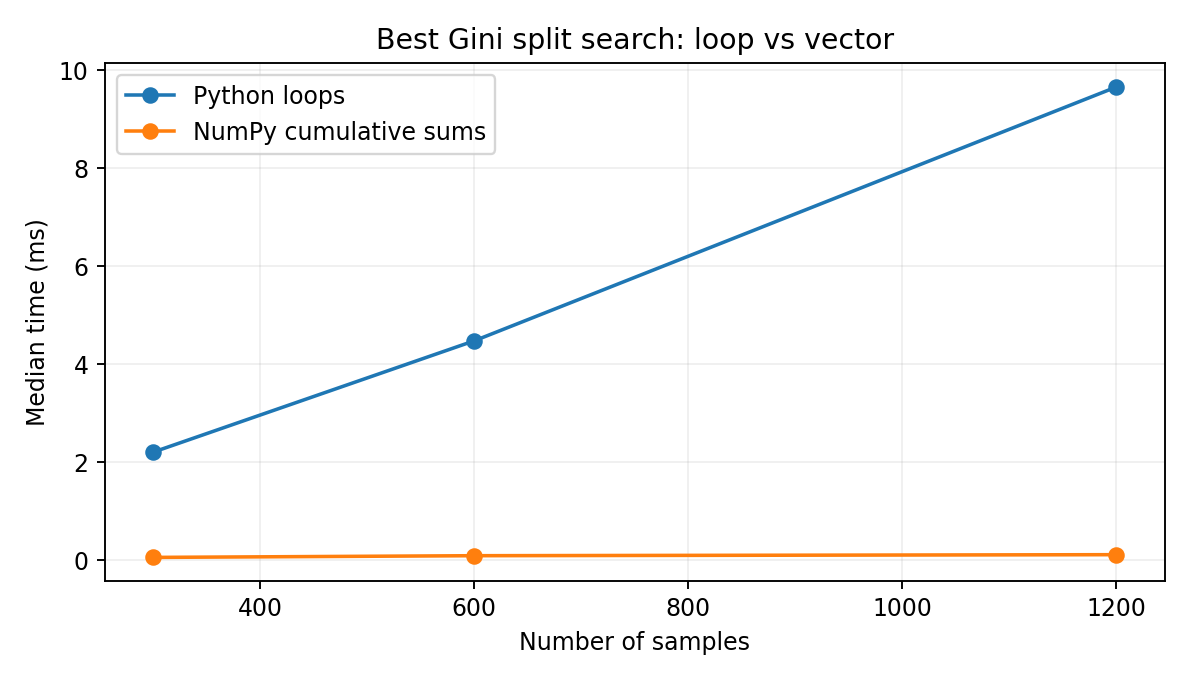 Best Gini split search: loop vs vector
Python loops
NumPy cumulative sums
Median time (ms)
10
8
6
4
2
0
400 600 800 1000 1200
Number of samples